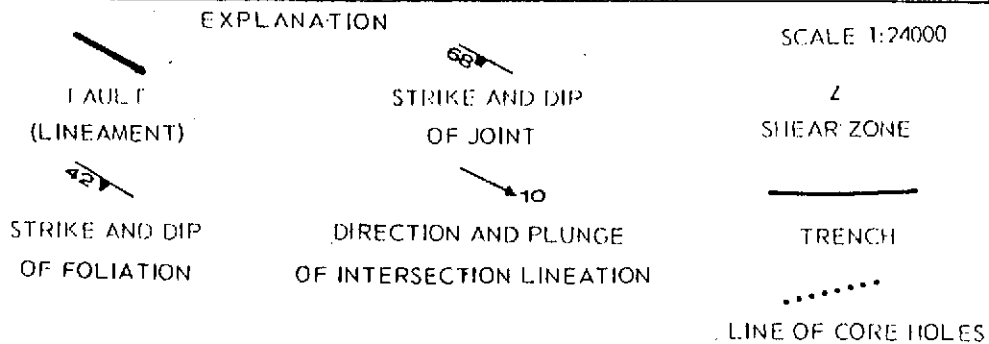 EXPLANATION
SCALE 1:24000
FAULT
(LINEAMENT)
68
STRIKE AND DIP
OF JOINT
SHEAR ZONE
42
STRIKE AND DIP
OF FOLIATION
10
DIRECTION AND PLUNGE
OF INTERSECTION LINEATION
TRENCH
LINE OF CORE HOLES